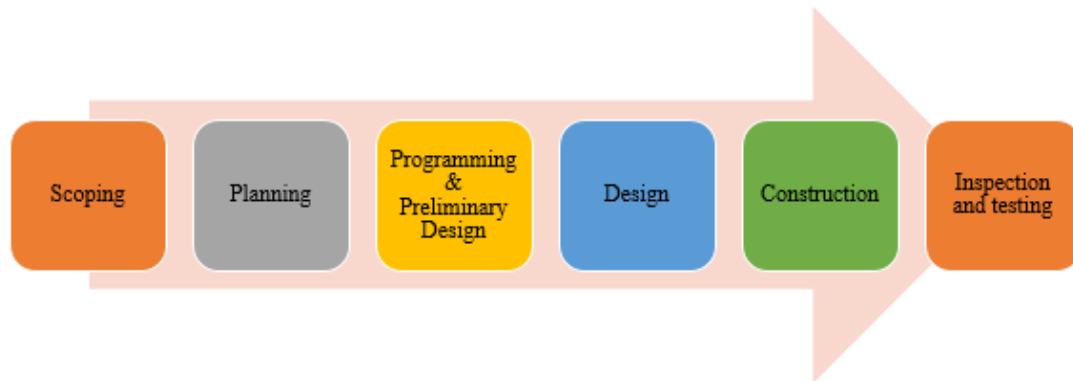 Scoping
Planning
Programming
&
Preliminary
Design
Design
Construction
Inspection
and testing